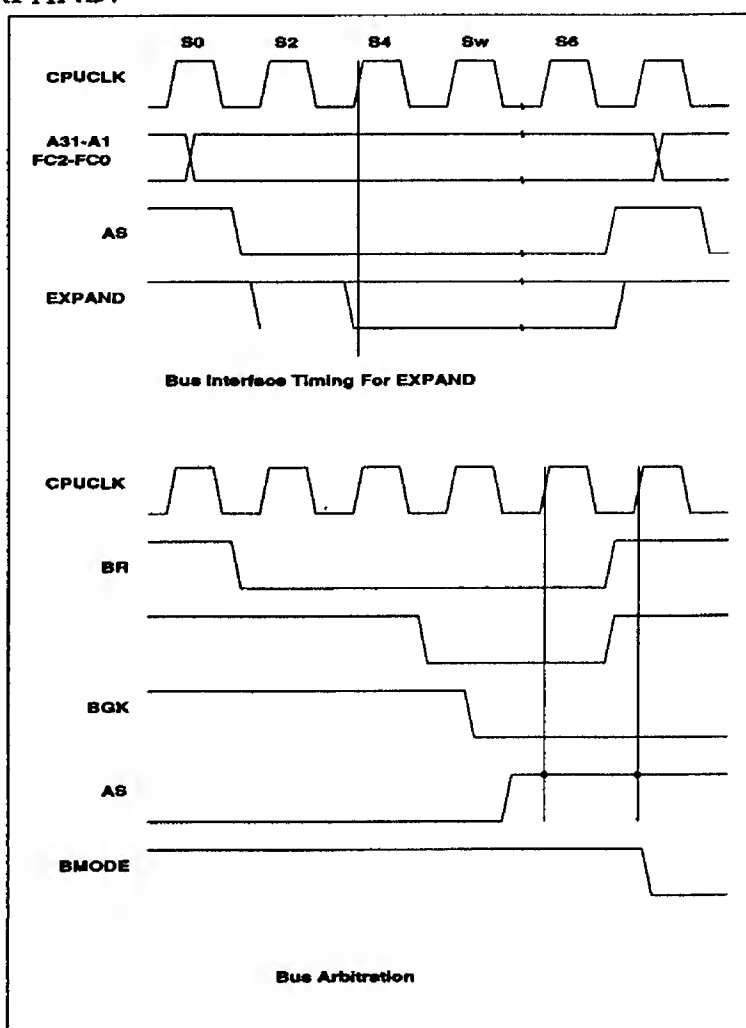 S0 S2 S4 Sw S6
CPUCLK
A31-A1
FC2-FC0
AS
EXPAND
Bus Interface Timing For EXPAND
CPUCLK
BR
BGK
AS
BMODE
Bus Arbitration